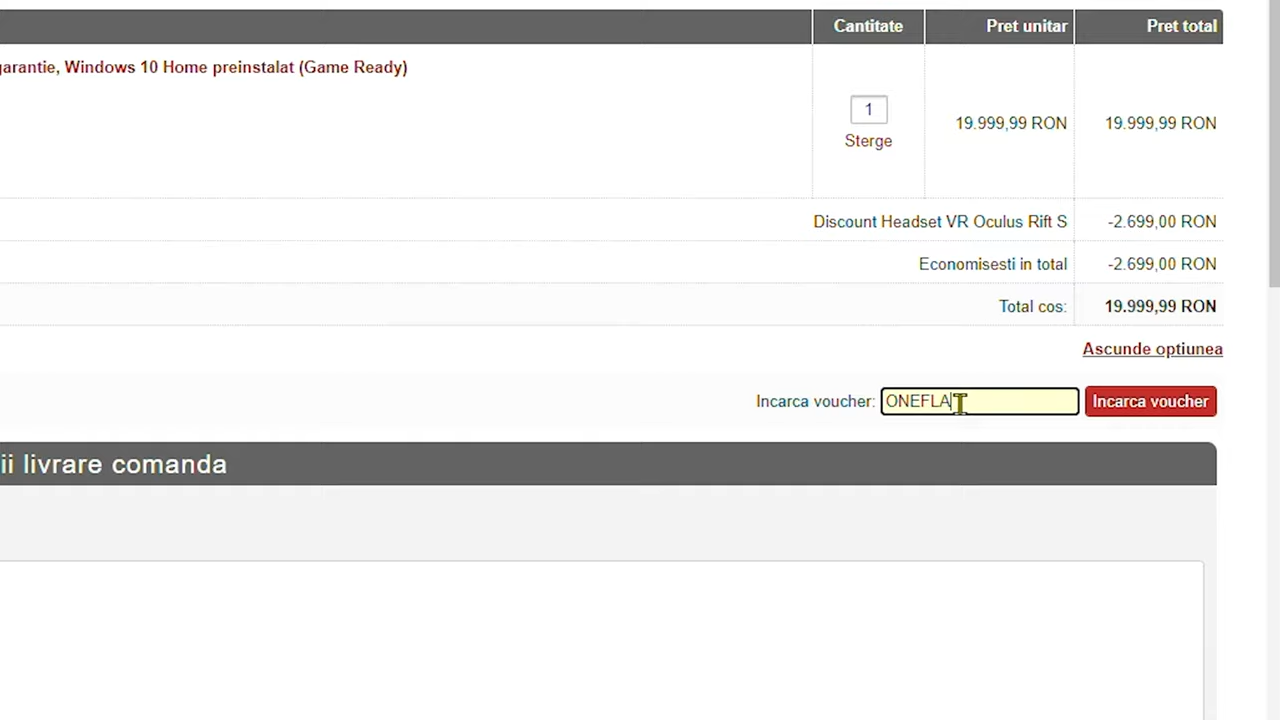 Cantitate Pret unitar Pret total
garantie, Windows 10 Home preinstalat (Game Ready)
1
Sterge
19.999,99 RON 19.999,99 RON
Discount Headset VR Oculus Rift S -2.699,00 RON
Economisesti in total -2.699,00 RON
Total cos: 19.999,99 RON
Ascunde optiunea
Incarca voucher: ONEFLA Incarca voucher
ii livrare comanda